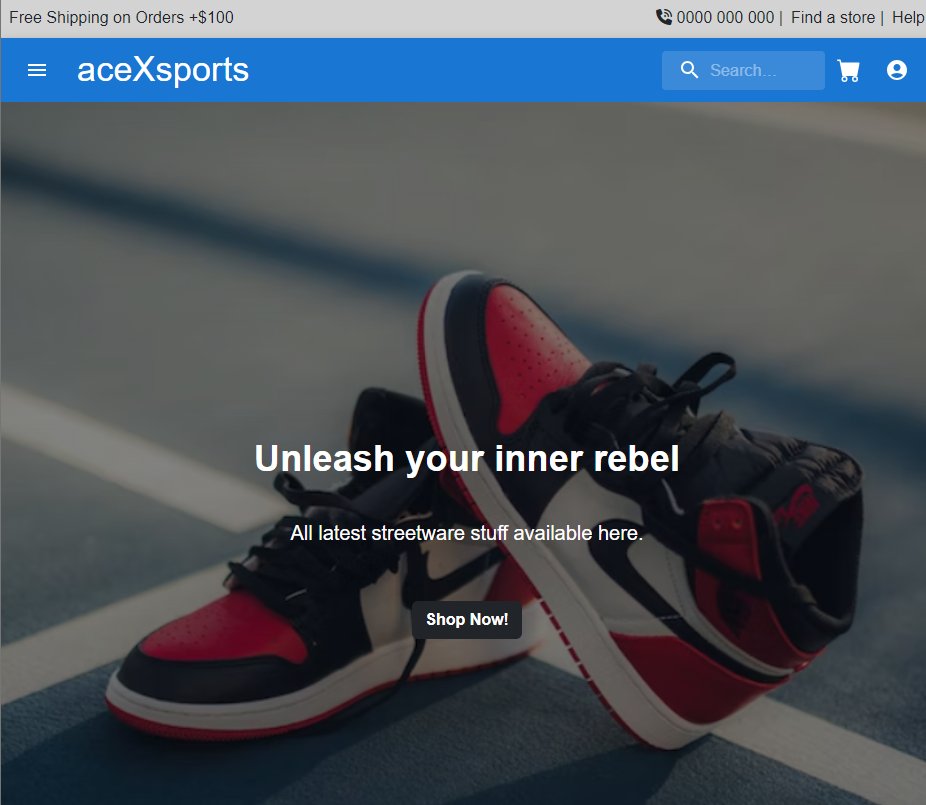 Free Shipping on Orders +$100
0000 000 000 | Find a store | Help
aceXsports
Search...
Unleash your inner rebel
All latest streetware stuff available here.
Shop Now!